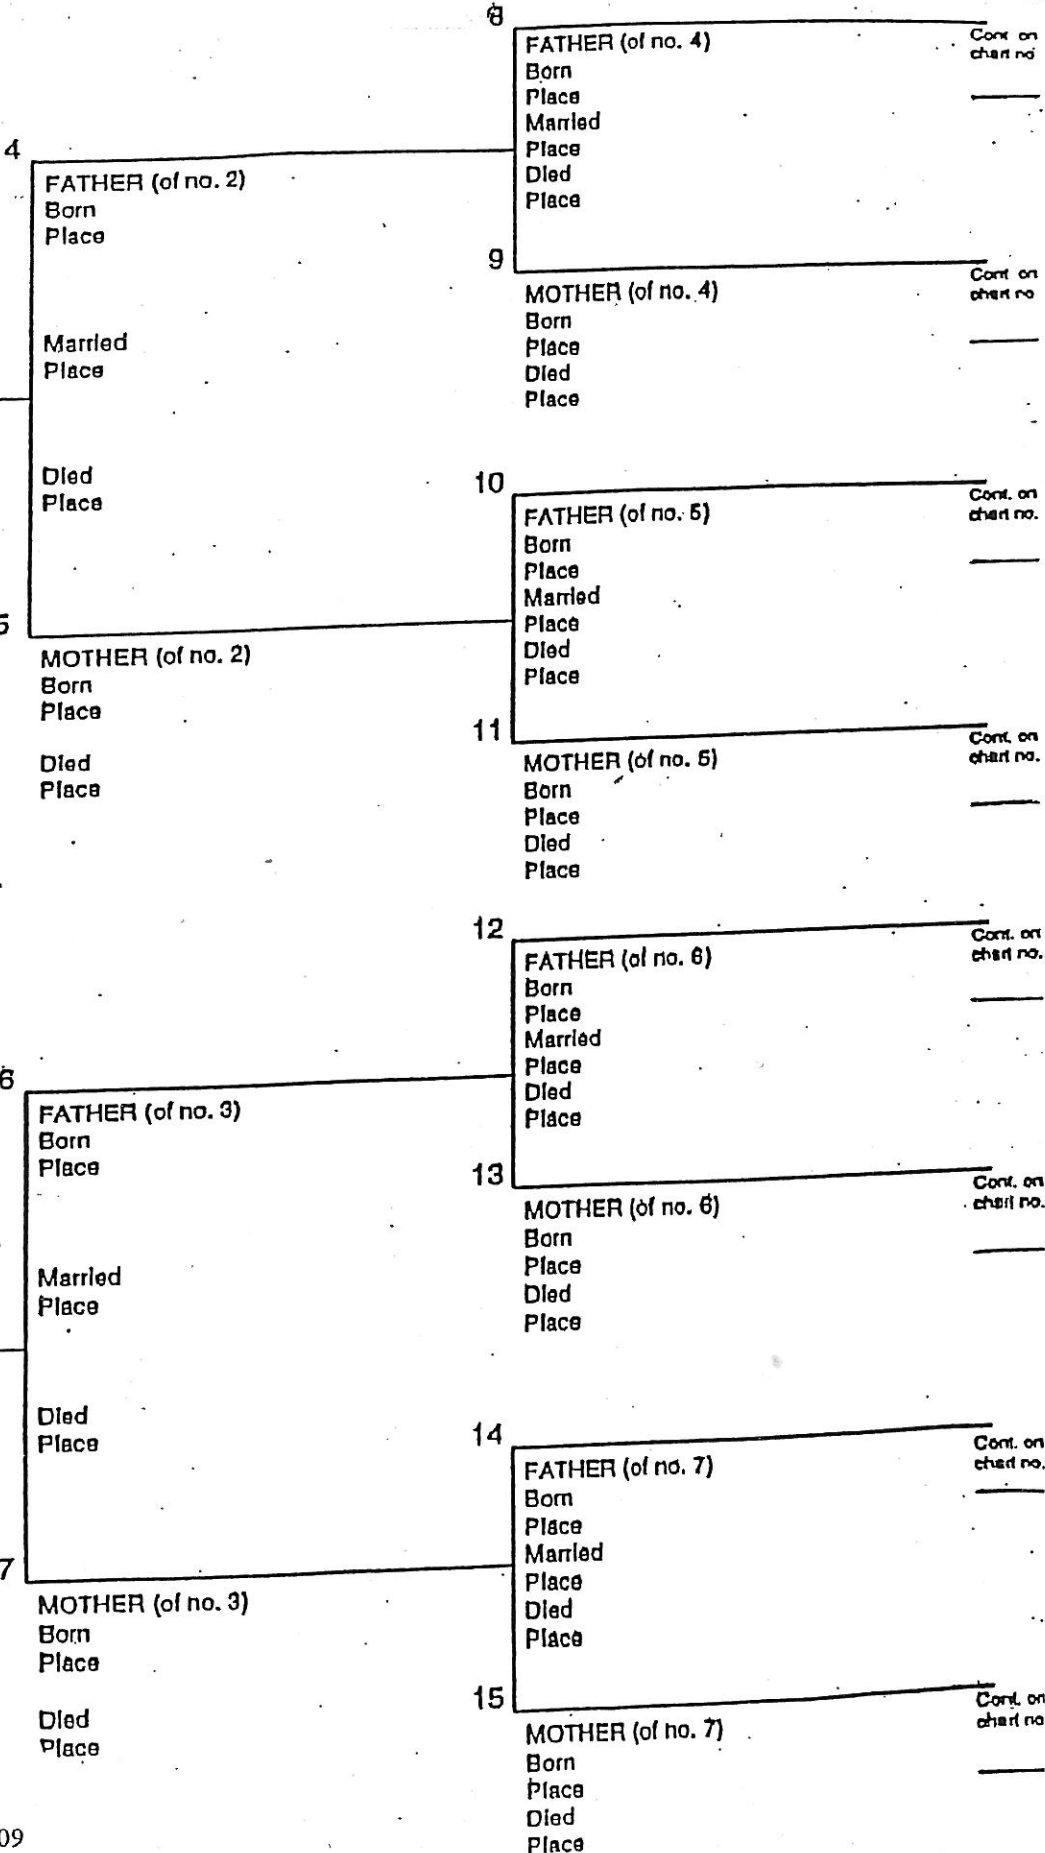 4
FATHER (of no. 2)
Born
Place
Married
Place
Died
Place
5
MOTHER (of no. 2)
Born
Place
Died
Place
6
FATHER (of no. 3)
Born
Place
Married
Place
Died
Place
7
MOTHER (of no. 3)
Born
Place
Died
Place
09
8
FATHER (of no. 4)
Born
Place
Married
Place
Died
Place
Cont on
chart no
9
MOTHER (of no. 4)
Born
Place
Died
Place
Cont on
chart no
10
FATHER (of no. 5)
Born
Place
Married
Place
Died
Place
Cont. on
chart no.
11
MOTHER (of no. 5)
Born
Place
Died
Place
Cont. on
chart no.
12
FATHER (of no. 6)
Born
Place
Married
Place
Died
Place
Cont. on
chart no.
13
MOTHER (of no. 6)
Born
Place
Died
Place
Cont. on
chart no.
14
FATHER (of no. 7)
Born
Place
Married
Place
Died
Place
Cont. on
chart no.
15
MOTHER (of no. 7)
Born
Place
Died
Place
Cont. on
chart no